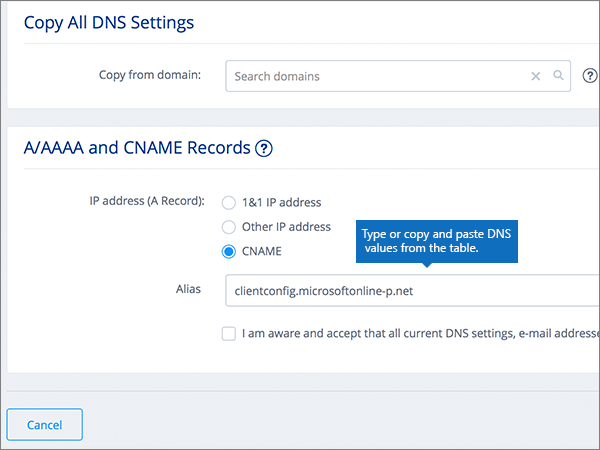 Copy All DNS Settings
Copy from domain:
Search domains
?
A/AAAA and CNAME Records ?
IP address (A Record):
1&1 IP address
Other IP address
CNAME
Type or copy and paste DNS
values from the table.
Alias
clientconfig.microsoftonline-p.net
I am aware and accept that all current DNS settings, e-mail addresse
Cancel